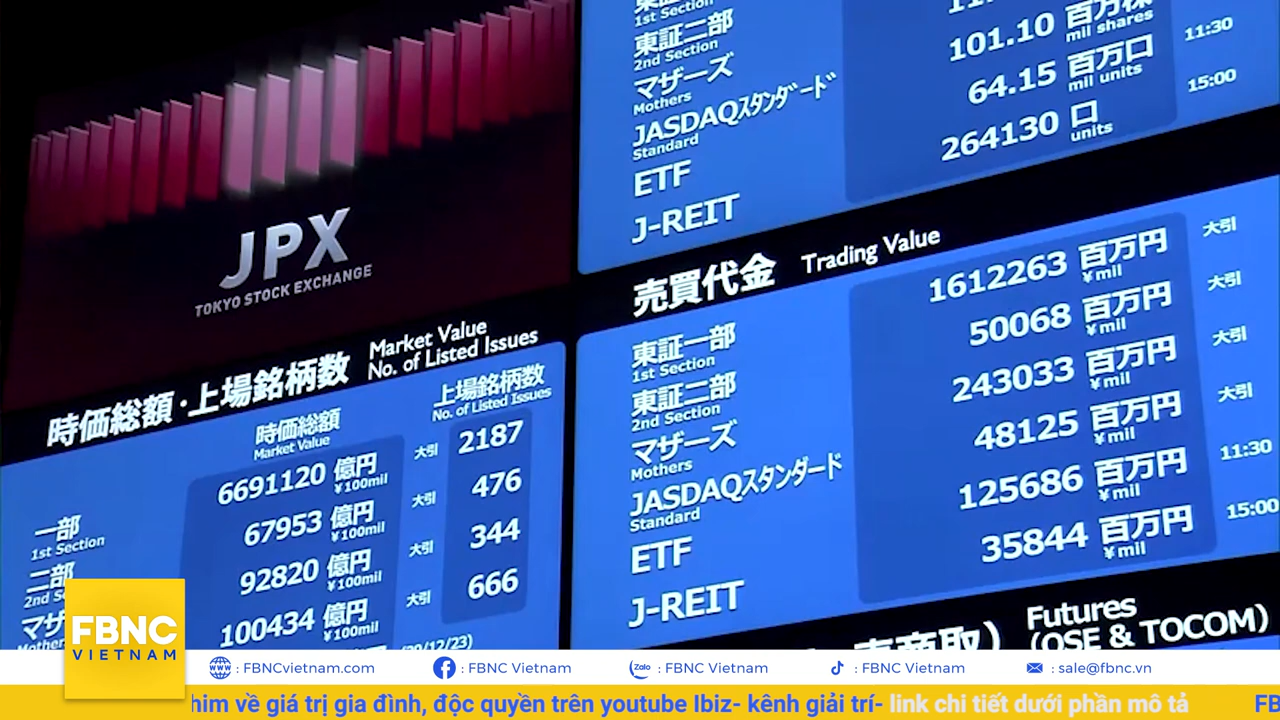 JPX
TOKYO STOCK EXCHANGE
時価総額・上場銘柄数 Market Value
No. of Listed Issues
時価総額
Market Value
上場銘柄数
No. of Listed Issues
一部
1st Section
6691120 億円
¥100mil
大引
2187
二部
67953 億円
¥100mil
大引
476
92820 億円
¥100mil
大引
344
100434 億円
¥100mil
大引
666
1st Section
東証二部
2nd Section
マザーズ
Mothers
JASDAQスタンダード
Standard
ETF
J-REIT
101.10 百万株
mil shares
64.15 百万口
mil units
11:30
264130 口
units
15:00
売買代金 Trading Value
東証一部
1st Section
1612263 百万円
¥mil
大引
東証二部
2nd Section
50068 百万円
¥mil
大引
マザーズ
Mothers
243033 百万円
¥mil
大引
JASDAQスタンダード
Standard
48125 百万円
¥mil
大引
ETF
125686 百万円
¥mil
11:30
J-REIT
35844 百万円
¥mil
15:00
Futures
(OSE & TOCOM)
FBNC
VIETNAM
: FBNCvietnam.com
: FBNC Vietnam
Zalo : FBNC Vietnam
: FBNC Vietnam
: sale@fbnc.vn
về giá trị gia đình, độc quyền trên youtube Ibiz- kênh giải trí- link chi tiết dưới phần mô tả